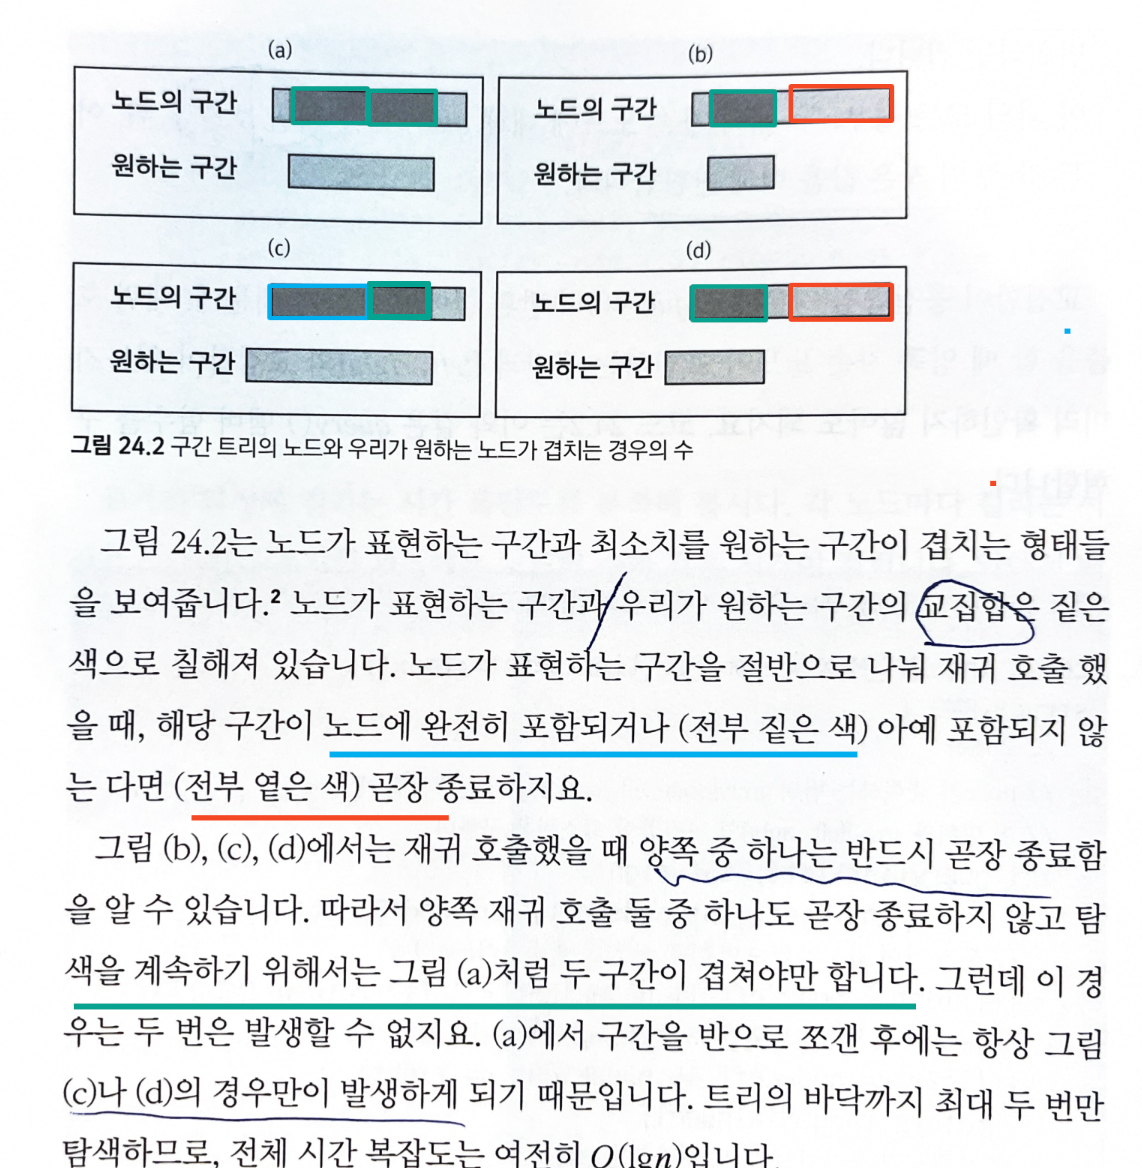 (a)
(b)
노드의 구간
원하는 구간
노드의 구간
원하는 구간
(c)
(d)
노드의 구간
원하는 구간
노드의 구간
원하는 구간
그림 24.2 구간 트리의 노드와 우리가 원하는 노드가 겹치는 경우의 수
그림 24.2는 노드가 표현하는 구간과 최소치를 원하는 구간이 겹치는 형태들
을 보여줍니다.² 노드가 표현하는 구간과 우리가 원하는 구간의 교집합은 짙은
색으로 칠해져 있습니다. 노드가 표현하는 구간을 절반으로 나눠 재귀 호출 했
을 때, 해당 구간이 노드에 완전히 포함되거나 (전부 짙은 색) 아예 포함되지 않
는 다면 (전부 옅은 색) 곧장 종료하지요.
그림 (b), (c), (d)에서는 재귀 호출했을 때 양쪽 중 하나는 반드시 곧장 종료함
을 알 수 있습니다. 따라서 양쪽 재귀 호출 둘 중 하나도 곧장 종료하지 않고 탐
색을 계속하기 위해서는 그림 (a)처럼 두 구간이 겹쳐야만 합니다. 그런데 이 경
우는 두 번은 발생할 수 없지요. (a)에서 구간을 반으로 쪼갠 후에는 항상 그림
(c)나 (d)의 경우만이 발생하게 되기 때문입니다. 트리의 바닥까지 최대 두 번만
탐색하므로, 전체 시간 복잡도는 여전히 O(lgn)입니다.